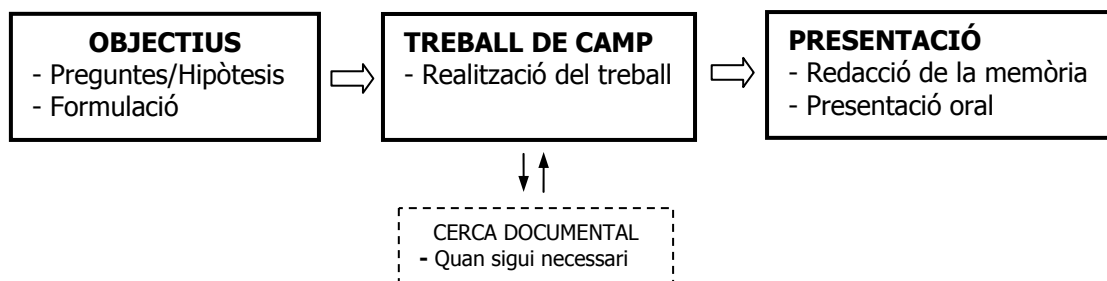 OBJECTIUS
- Preguntes/Hipòtesis
- Formulació
TREBALL DE CAMP
- Realització del treball
PRESENTACIÓ
- Redacció de la memòria
- Presentació oral
CERCA DOCUMENTAL
- Quan sigui necessari